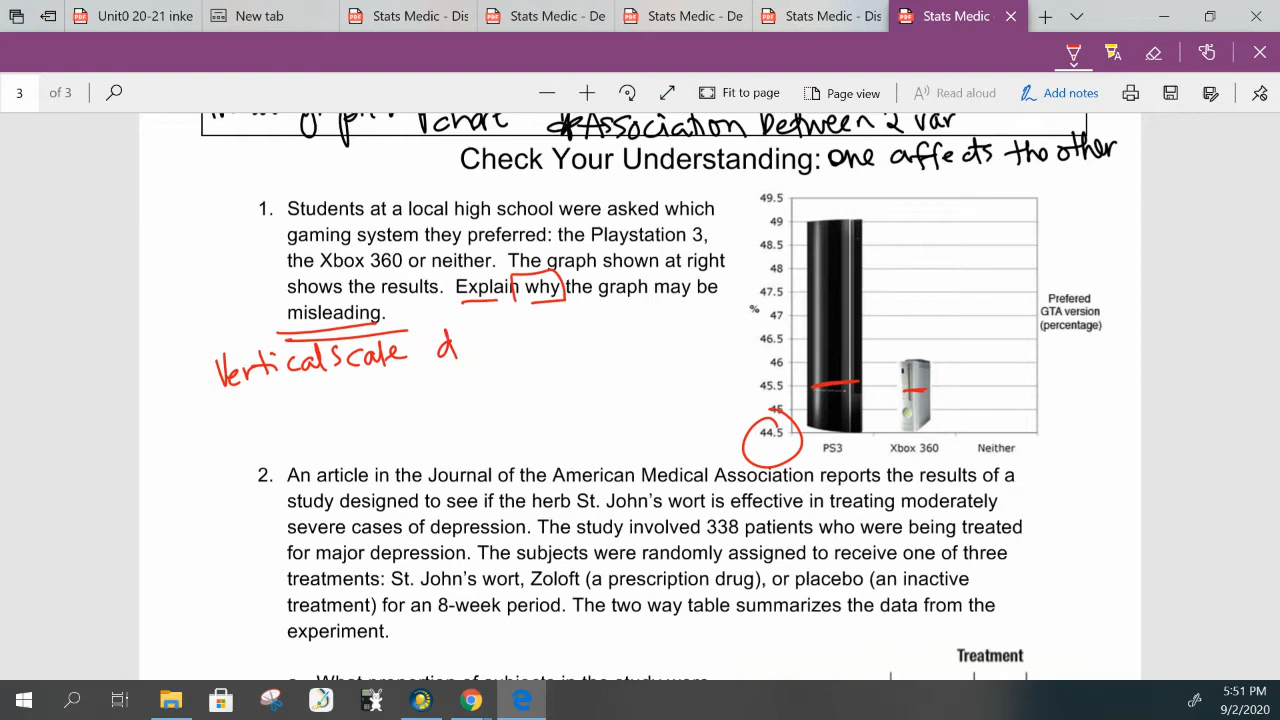 Unit0 20-21 inke
New tab
Stats Medic - Dis
Stats Medic - De
Stats Medic - De
Stats Medic - Dis
Stats Medic
3 of 3
Fit to page
Page view
Read aloud
Add notes
chart *Association between 2 var
Check Your Understanding: one affects the other
1. Students at a local high school were asked which
gaming system they preferred: the Playstation 3,
the Xbox 360 or neither. The graph shown at right
shows the results. Explain why the graph may be
misleading.
Vertical scale d
49.5
49
48.5
48
47.5
% 47
46.5
46
45.5
45
44.5
PS3 Xbox 360 Neither
Prefered
GTA version
(percentage)
2. An article in the Journal of the American Medical Association reports the results of a
study designed to see if the herb St. John's wort is effective in treating moderately
severe cases of depression. The study involved 338 patients who were being treated
for major depression. The subjects were randomly assigned to receive one of three
treatments: St. John's wort, Zoloft (a prescription drug), or placebo (an inactive
treatment) for an 8-week period. The two way table summarizes the data from the
experiment.
Treatment
a. What proportion of subjects in the study were
5:51 PM
9/2/2020